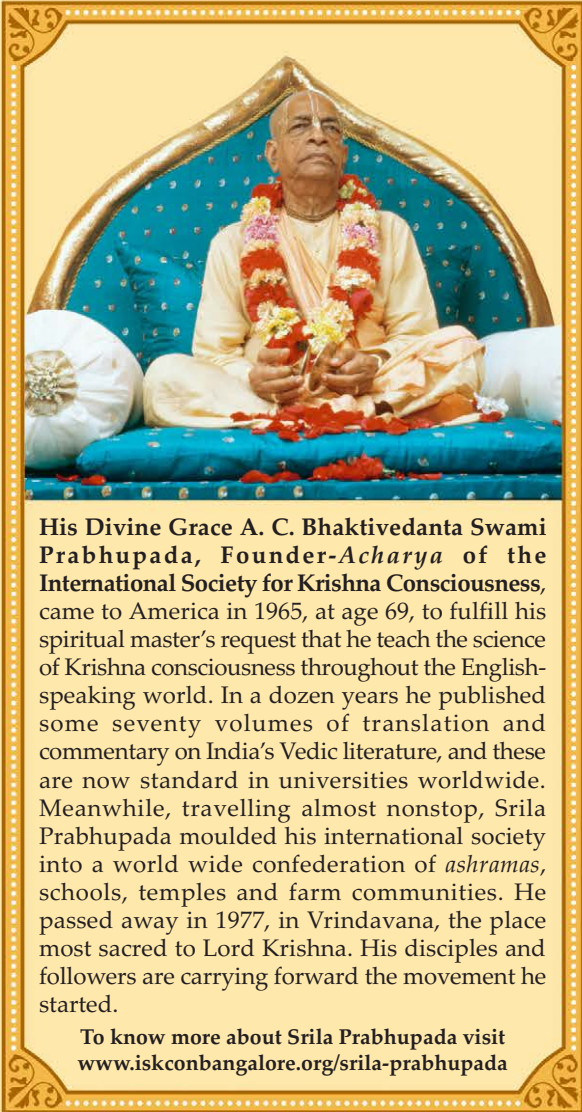 His Divine Grace A. C. Bhaktivedanta Swami
Prabhupada, Founder-Acharya of the
International Society for Krishna Consciousness,
came to America in 1965, at age 69, to fulfill his
spiritual master's request that he teach the science
of Krishna consciousness throughout the English-
speaking world. In a dozen years he published
some seventy volumes of translation and
commentary on India's Vedic literature, and these
are now standard in universities worldwide.
Meanwhile, travelling almost nonstop, Srila
Prabhupada moulded his international society
into a world wide confederation of ashramas,
schools, temples and farm communities. He
passed away in 1977, in Vrindavana, the place
most sacred to Lord Krishna. His disciples and
followers are carrying forward the movement he
started.
To know more about Srila Prabhupada visit
www.iskconbangalore.org/srila-prabhupada